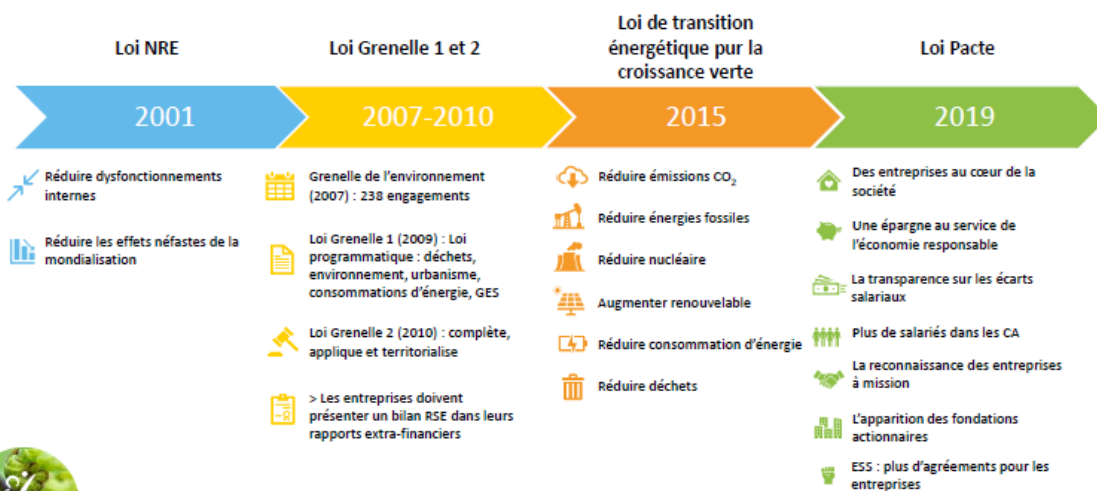 Loi NRE
Loi Grenelle 1 et 2
Loi de transition
énergétique pur la
croissance verte
Loi Pacte
2001
2007-2010
2015
2019
Réduire dysfonctionnements
internes
Réduire les effets néfastes de la
mondialisation
Grenelle de l'environnement
(2007) : 238 engagements
Loi Grenelle 1 (2009) : Loi
programmatique : déchets,
environnement, urbanisme,
consommations d'énergie, GES
Loi Grenelle 2 (2010) : complète,
applique et territorialise
> Les entreprises doivent
présenter un bilan RSE dans leurs
rapports extra-financiers
Réduire émissions CO₂
Réduire énergies fossiles
Réduire nucléaire
Augmenter renouvelable
Réduire consommation d'énergie
Réduire déchets
Des entreprises au cœur de la
société
Une épargne au service de
l'économie responsable
La transparence sur les écarts
salariaux
Plus de salariés dans les CA
La reconnaissance des entreprises
à mission
L'apparition des fondations
actionnaires
ESS : plus d'agréements pour les
entreprises